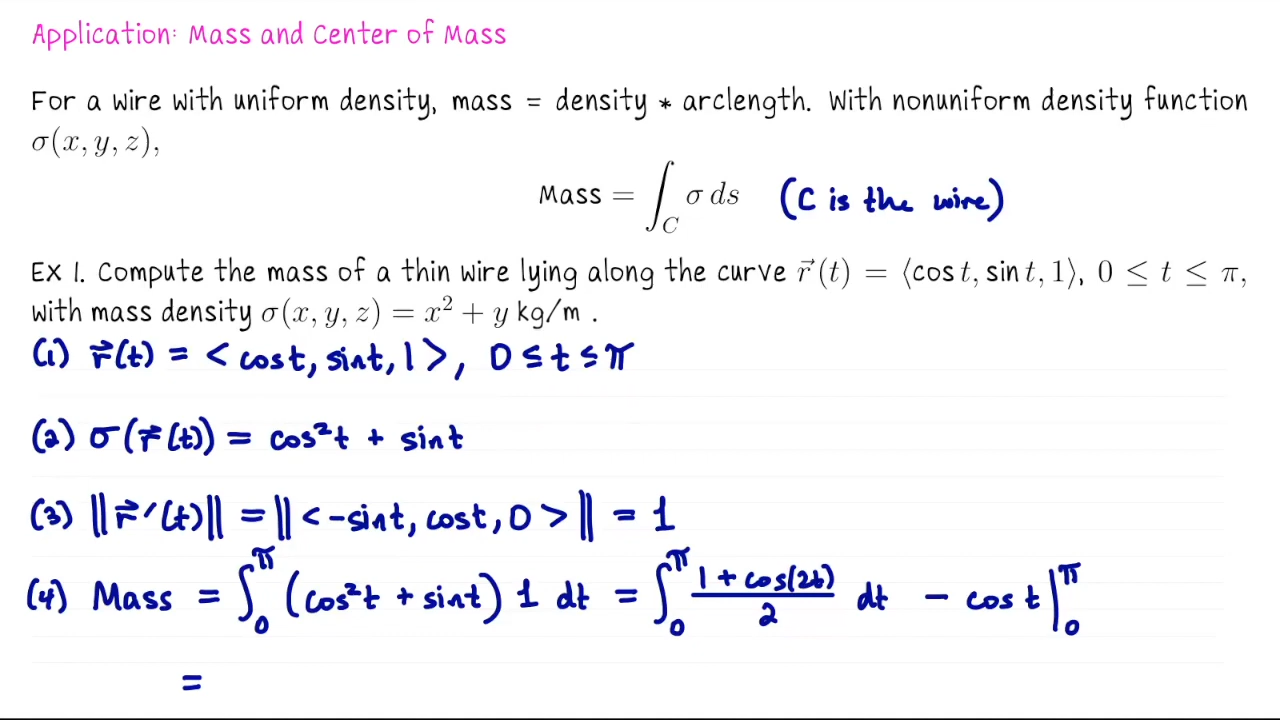 Application: Mass and Center of Mass
For a wire with uniform density, mass = density * arclength. With nonuniform density function
σ(x, y, z),
Mass = ∫_C σ ds (C is the wire)
Ex 1. Compute the mass of a thin wire lying along the curve r⃗(t) = ⟨cos t, sin t, 1⟩, 0 ≤ t ≤ π,
with mass density σ(x, y, z) = x² + y kg/m .
(1) r⃗(t) = <cost, sint, 1>, 0 ≤ t ≤ π
(2) σ(r⃗(t)) = cos²t + sint
(3) ||r⃗′(t)|| = ||<-sint, cost, 0>|| = 1
(4) Mass = ∫_0^π (cos²t + sint) 1 dt = ∫_0^π (1 + cos(2t))/2 dt - cos t |_0^π
=